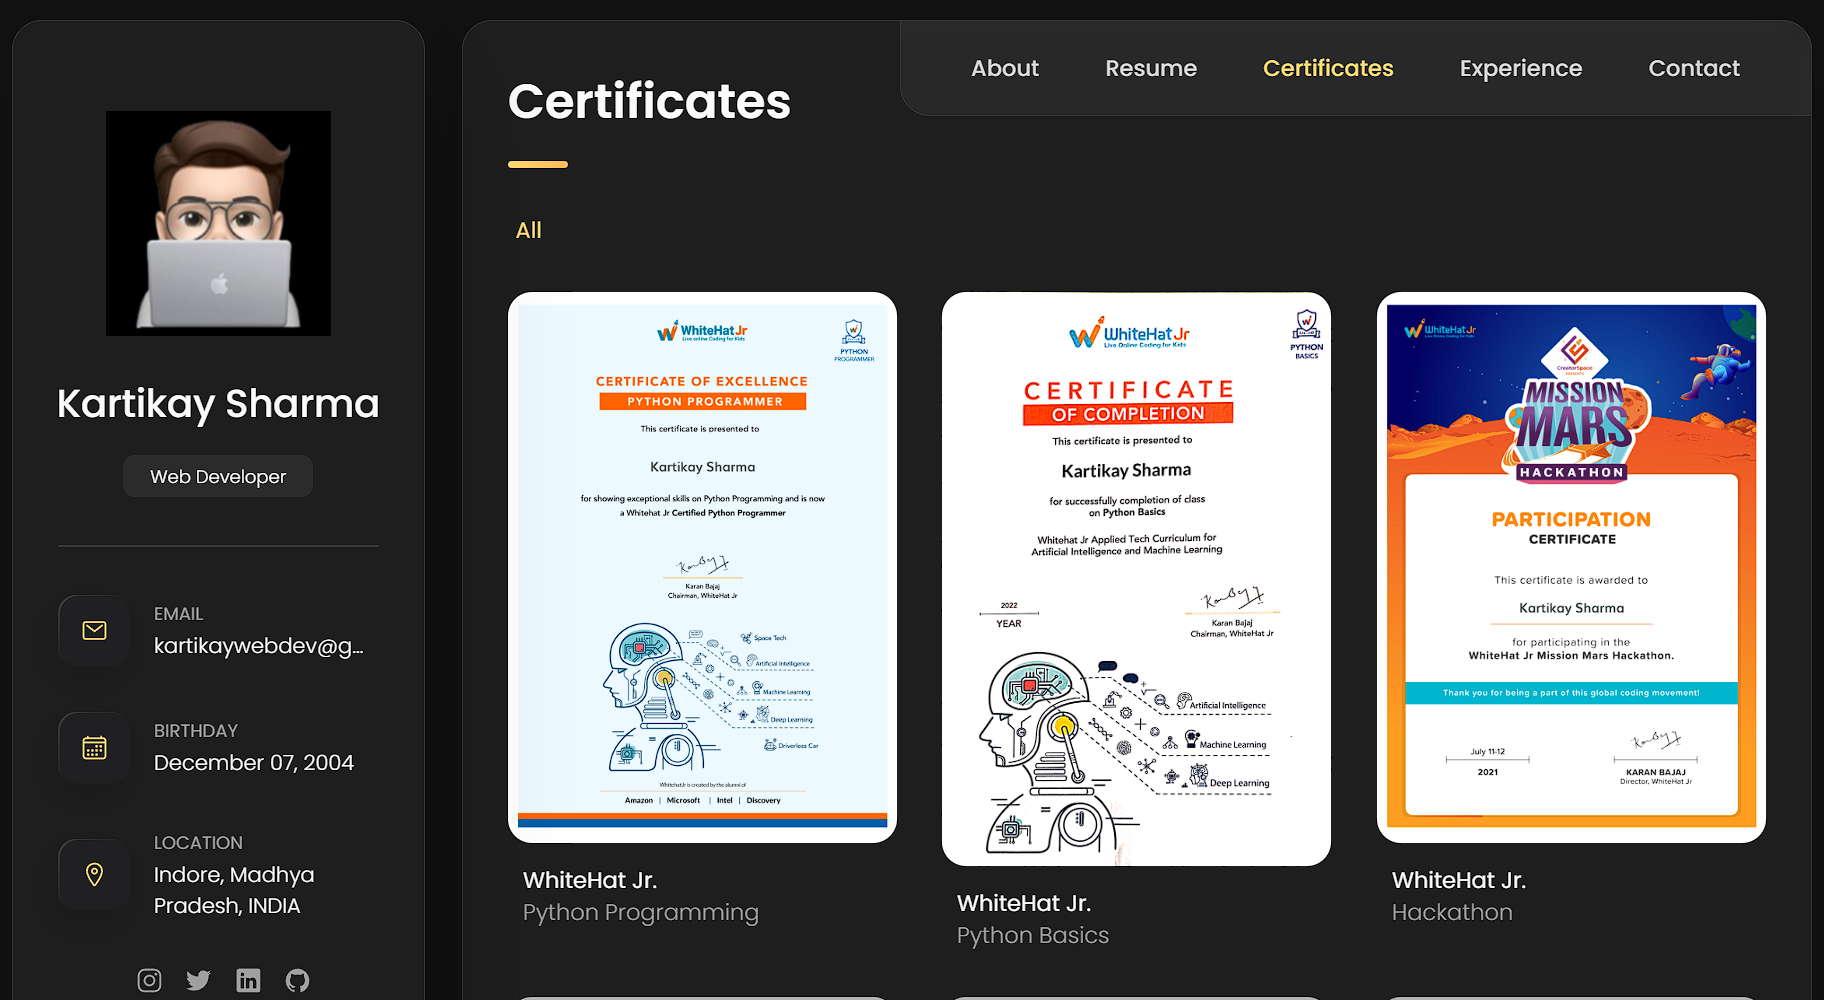 Kartikay Sharma
Web Developer
EMAIL
kartikaywebdev@g...
BIRTHDAY
December 07, 2004
LOCATION
Indore, Madhya
Pradesh, INDIA
About
Resume
Certificates
Experience
Contact
Certificates
All
WhiteHat Jr
Live Online Coding for Kids
PYTHON
PROGRAMMER
CERTIFICATE OF EXCELLENCE
PYTHON PROGRAMMER
This certificate is presented to
Kartikay Sharma
for showing exceptional skills on Python Programming and is now
a Whitehat Jr Certified Python Programmer
Karan Bajaj
Chairman, WhiteHat Jr
Space Tech
Artificial Intelligence
Machine Learning
Deep Learning
Driverless Car
WhitehatJr is created by the alumni of
Amazon | Microsoft | Intel | Discovery
WhiteHat Jr.
Python Programming
WhiteHat Jr
Live Online Coding for Kids
PYTHON
BASICS
CERTIFICATE
OF COMPLETION
This certificate is presented to
Kartikay Sharma
for successfully completion of class
on Python Basics
Whitehat Jr Applied Tech Curriculum for
Artificial Intelligence and Machine Learning
2022
YEAR
Karan Bajaj
Chairman, WhiteHat Jr
Artificial Intelligence
Machine Learning
Deep Learning
WhiteHat Jr.
Python Basics
WhiteHat Jr
Live Online Coding for Kids
CreatorSpace
PRESENTS
MISSION
MARS
HACKATHON
PARTICIPATION
CERTIFICATE
This certificate is awarded to
Kartikay Sharma
for participating in the
WhiteHat Jr Mission Mars Hackathon.
Thank you for being a part of this global coding movement!
July 11-12
2021
KARAN BAJAJ
Director, WhiteHat Jr
WhiteHat Jr.
Hackathon